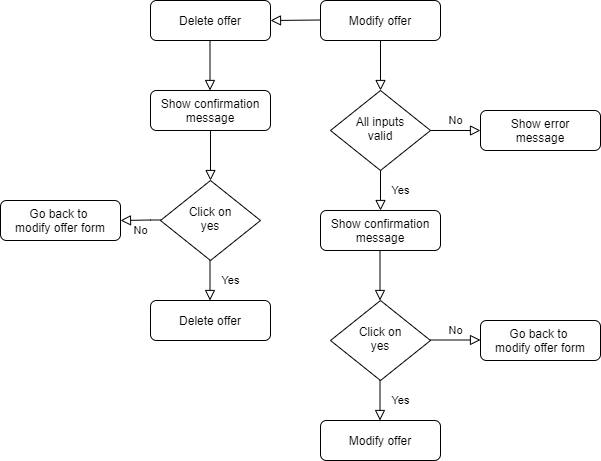 Delete offer
Modify offer
Show confirmation
message
All inputs
valid
No
Show error
message
Yes
Go back to
modify offer form
No
Click on
yes
Show confirmation
message
Yes
Delete offer
Click on
yes
No
Go back to
modify offer form
Yes
Modify offer